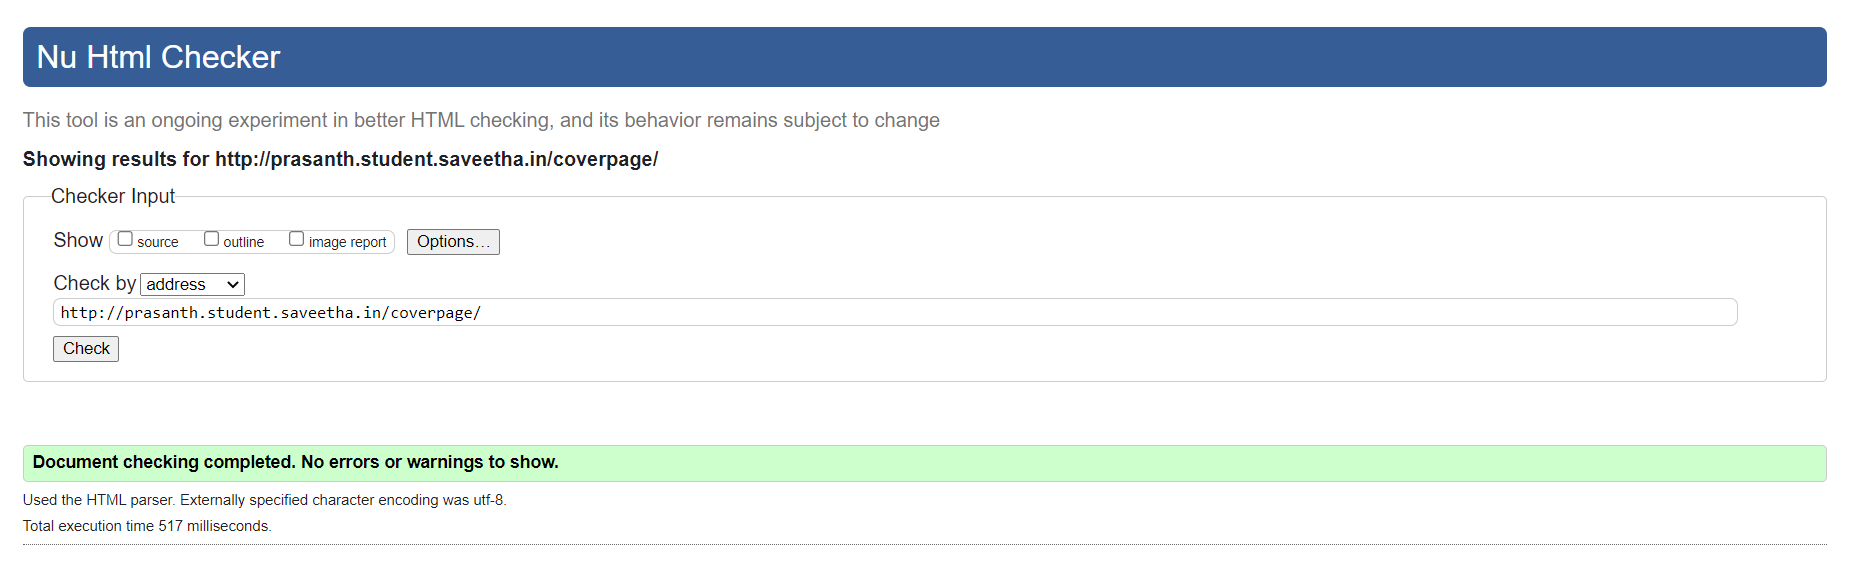 Nu Html Checker
This tool is an ongoing experiment in better HTML checking, and its behavior remains subject to change
Showing results for http://prasanth.student.saveetha.in/coverpage/
Checker Input
Show source outline image report Options...
Check by address
http://prasanth.student.saveetha.in/coverpage/
Check
Document checking completed. No errors or warnings to show.
Used the HTML parser. Externally specified character encoding was utf-8.
Total execution time 517 milliseconds.